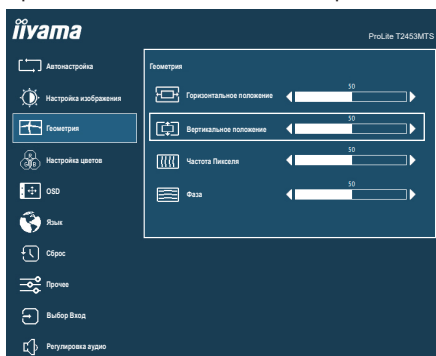 iiyama
ProLite T2453MTS
Автонастройка
Настройка изображения
Геометрия
Настройка цветов
R
G B
OSD
Язык
Сброс
Прочее
Выбор Вход
Регулировка аудио
Геометрия
Горизонтальное положение
50
Вертикальное положение
50
Частота Пикселя
50
Фаза
50